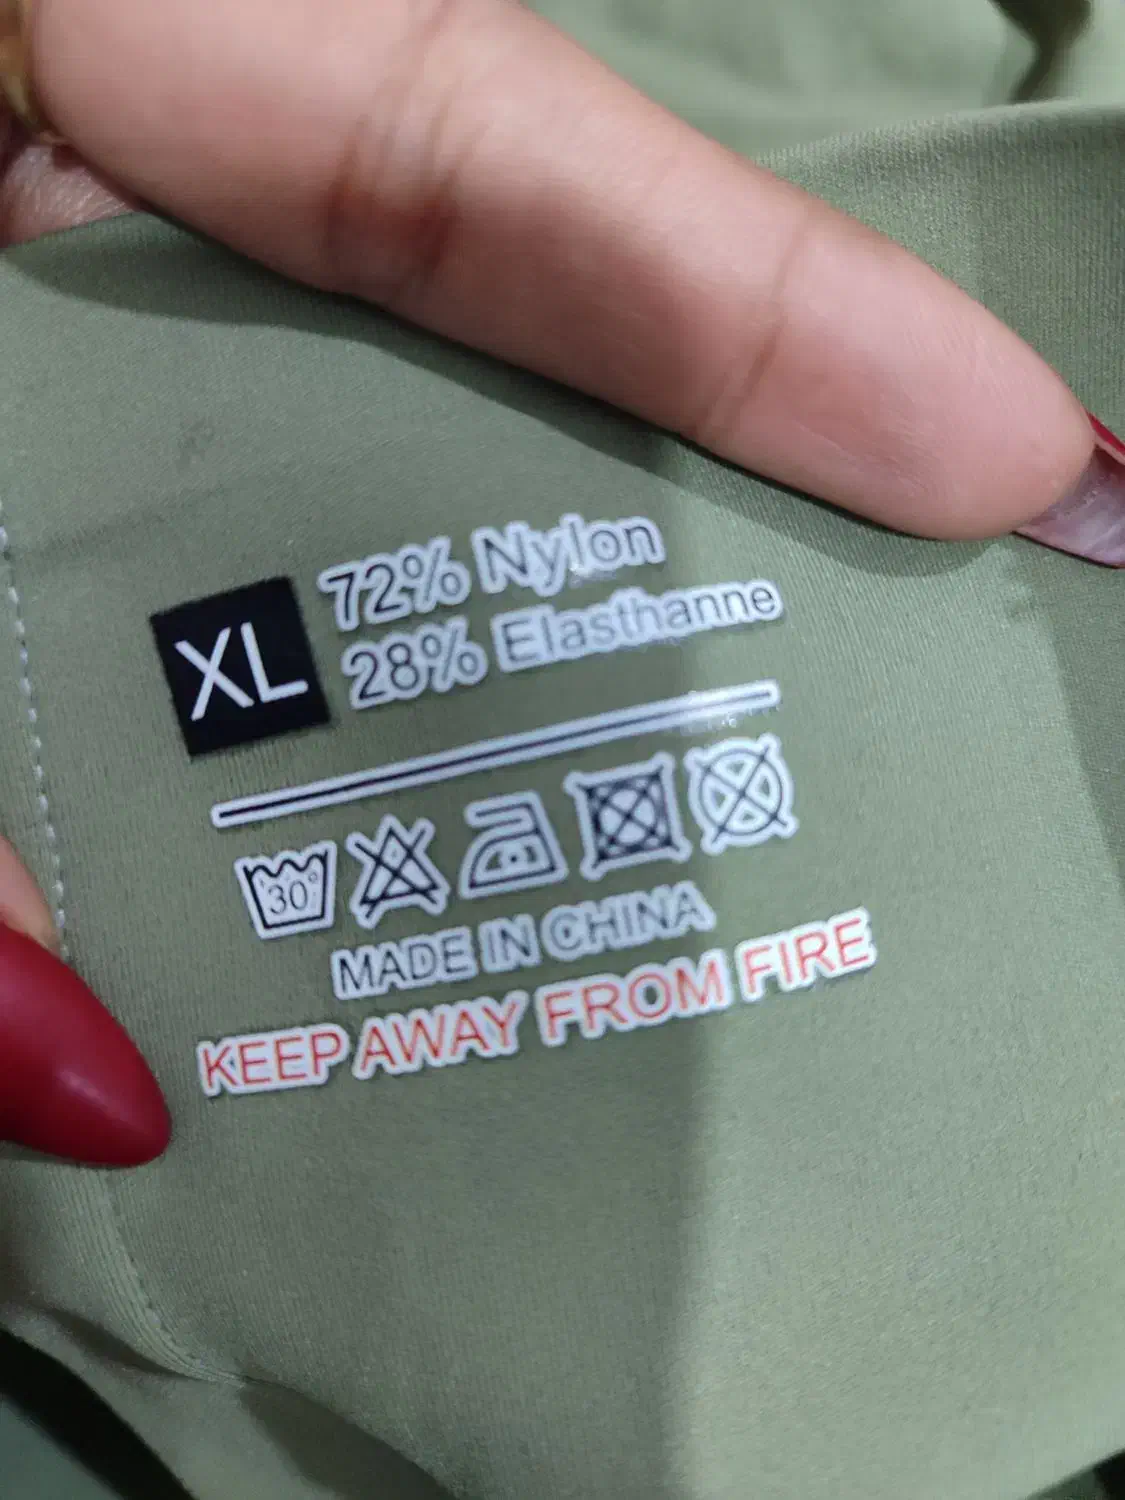 XL
72% Nylon
28% Elasthanne
30°
MADE IN CHINA
KEEP AWAY FROM FIRE